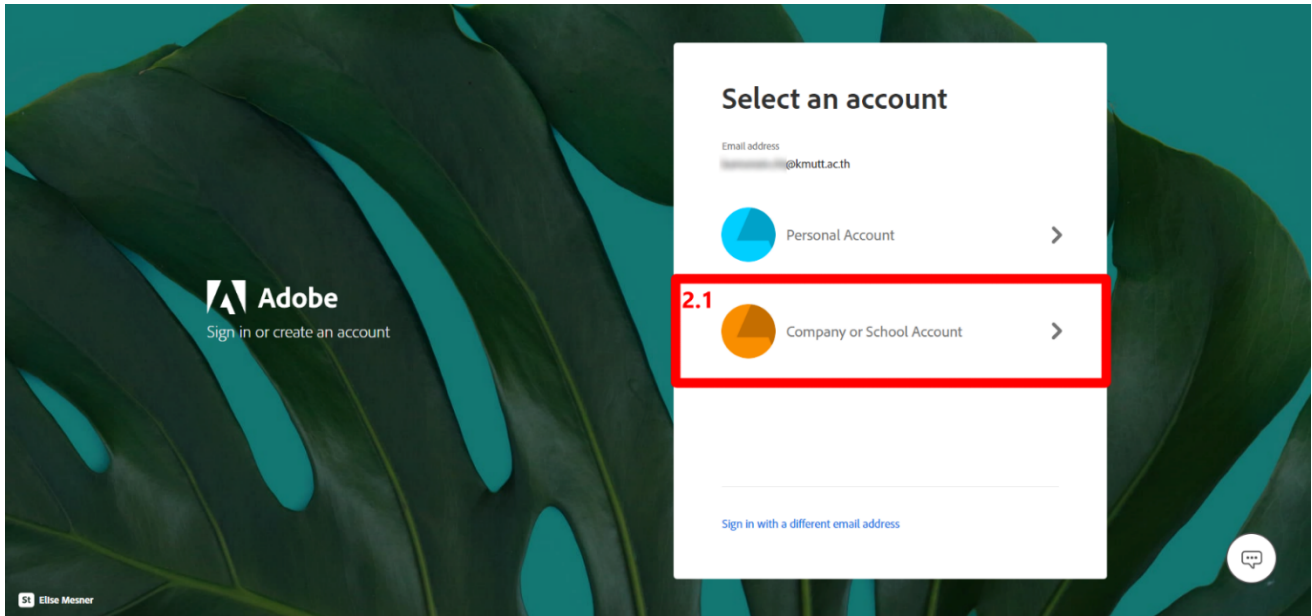 Adobe
Sign in or create an account
Select an account
Email address
@kmutt.ac.th
Personal Account
2.1
Company or School Account
Sign in with a different email address
St Elise Mesner